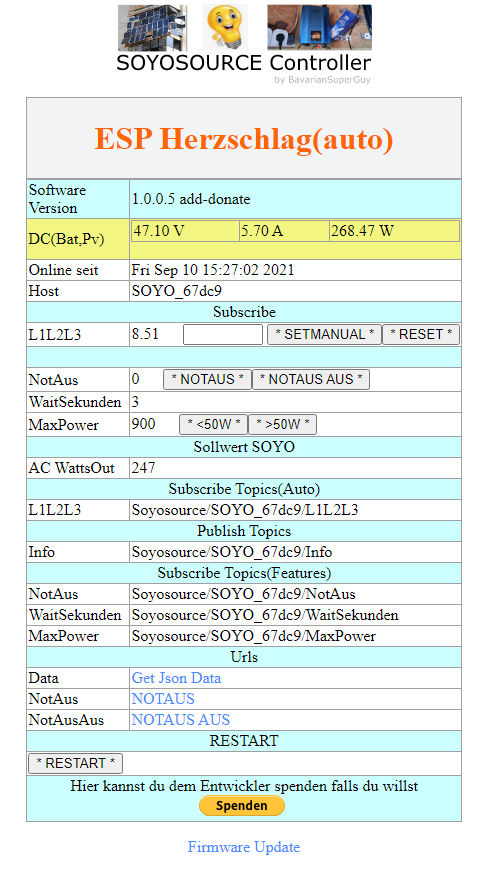 SOYOSOURCE Controller
by BavarianSuperGuy
ESP Herzschlag(auto)
Software Version 1.0.0.5 add-donate
DC(Bat,Pv) 47.10 V 5.70 A 268.47 W
Online seit Fri Sep 10 15:27:02 2021
Host SOYO_67dc9
Subscribe
L1L2L3 8.51 * SETMANUAL * * RESET *
NotAus 0 * NOTAUS * * NOTAUS AUS *
WaitSekunden 3
MaxPower 900 * <50W * * >50W *
Sollwert SOYO
AC WattsOut 247
Subscribe Topics(Auto)
L1L2L3 Soyosource/SOYO_67dc9/L1L2L3
Publish Topics
Info Soyosource/SOYO_67dc9/Info
Subscribe Topics(Features)
NotAus Soyosource/SOYO_67dc9/NotAus
WaitSekunden Soyosource/SOYO_67dc9/WaitSekunden
MaxPower Soyosource/SOYO_67dc9/MaxPower
Urls
Data Get Json Data
NotAus NOTAUS
NotAusAus NOTAUS AUS
RESTART
* RESTART *
Hier kannst du dem Entwickler spenden falls du willst
Spenden
Firmware Update